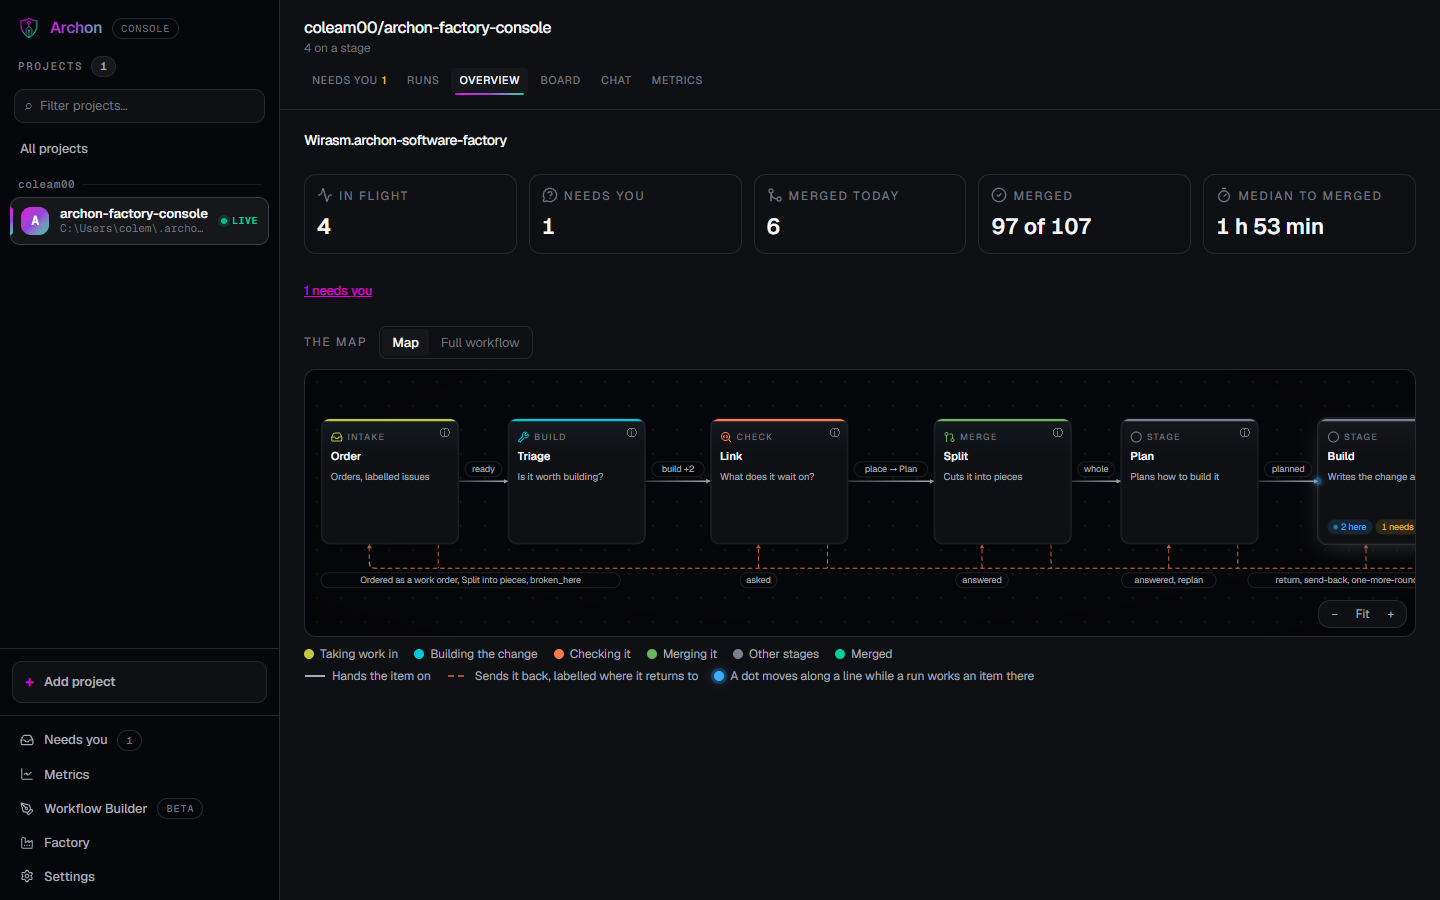 Archon CONSOLE
PROJECTS 1
Filter projects...
All projects
coleam00
A archon-factory-console LIVE
C:\Users\colem\.archo…
Add project
Needs you 1
Metrics
Workflow Builder BETA
Factory
Settings
coleam00/archon-factory-console
4 on a stage
NEEDS YOU 1 RUNS OVERVIEW BOARD CHAT METRICS
Wirasm.archon-software-factory
IN FLIGHT
4
NEEDS YOU
1
MERGED TODAY
6
MERGED
97 of 107
MEDIAN TO MERGED
1 h 53 min
1 needs you
THE MAP Map Full workflow
INTAKE
Order
Orders, labelled issues
ready
BUILD
Triage
Is it worth building?
build +2
CHECK
Link
What does it wait on?
place → Plan
MERGE
Split
Cuts it into pieces
whole
STAGE
Plan
Plans how to build it
planned
STAGE
Build
Writes the change a
2 here 1 needs
Ordered as a work order, Split into pieces, broken_here
asked
answered
answered, replan
return, send-back, one-more-round
− Fit +
Taking work in Building the change Checking it Merging it Other stages Merged
Hands the item on Sends it back, labelled where it returns to A dot moves along a line while a run works an item there